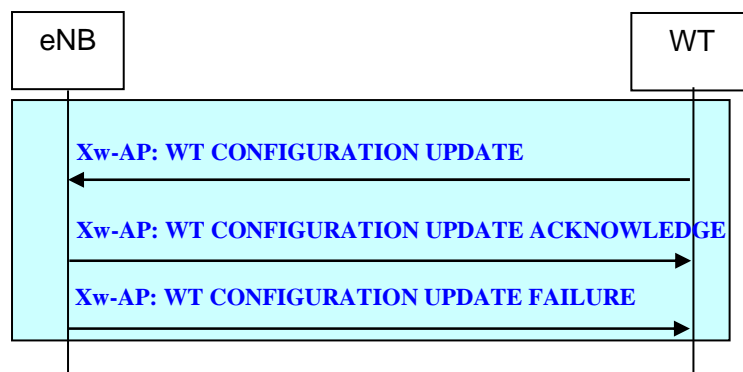 eNB
WT
Xw-AP: WT CONFIGURATION UPDATE
Xw-AP: WT CONFIGURATION UPDATE ACKNOWLEDGE
Xw-AP: WT CONFIGURATION UPDATE FAILURE